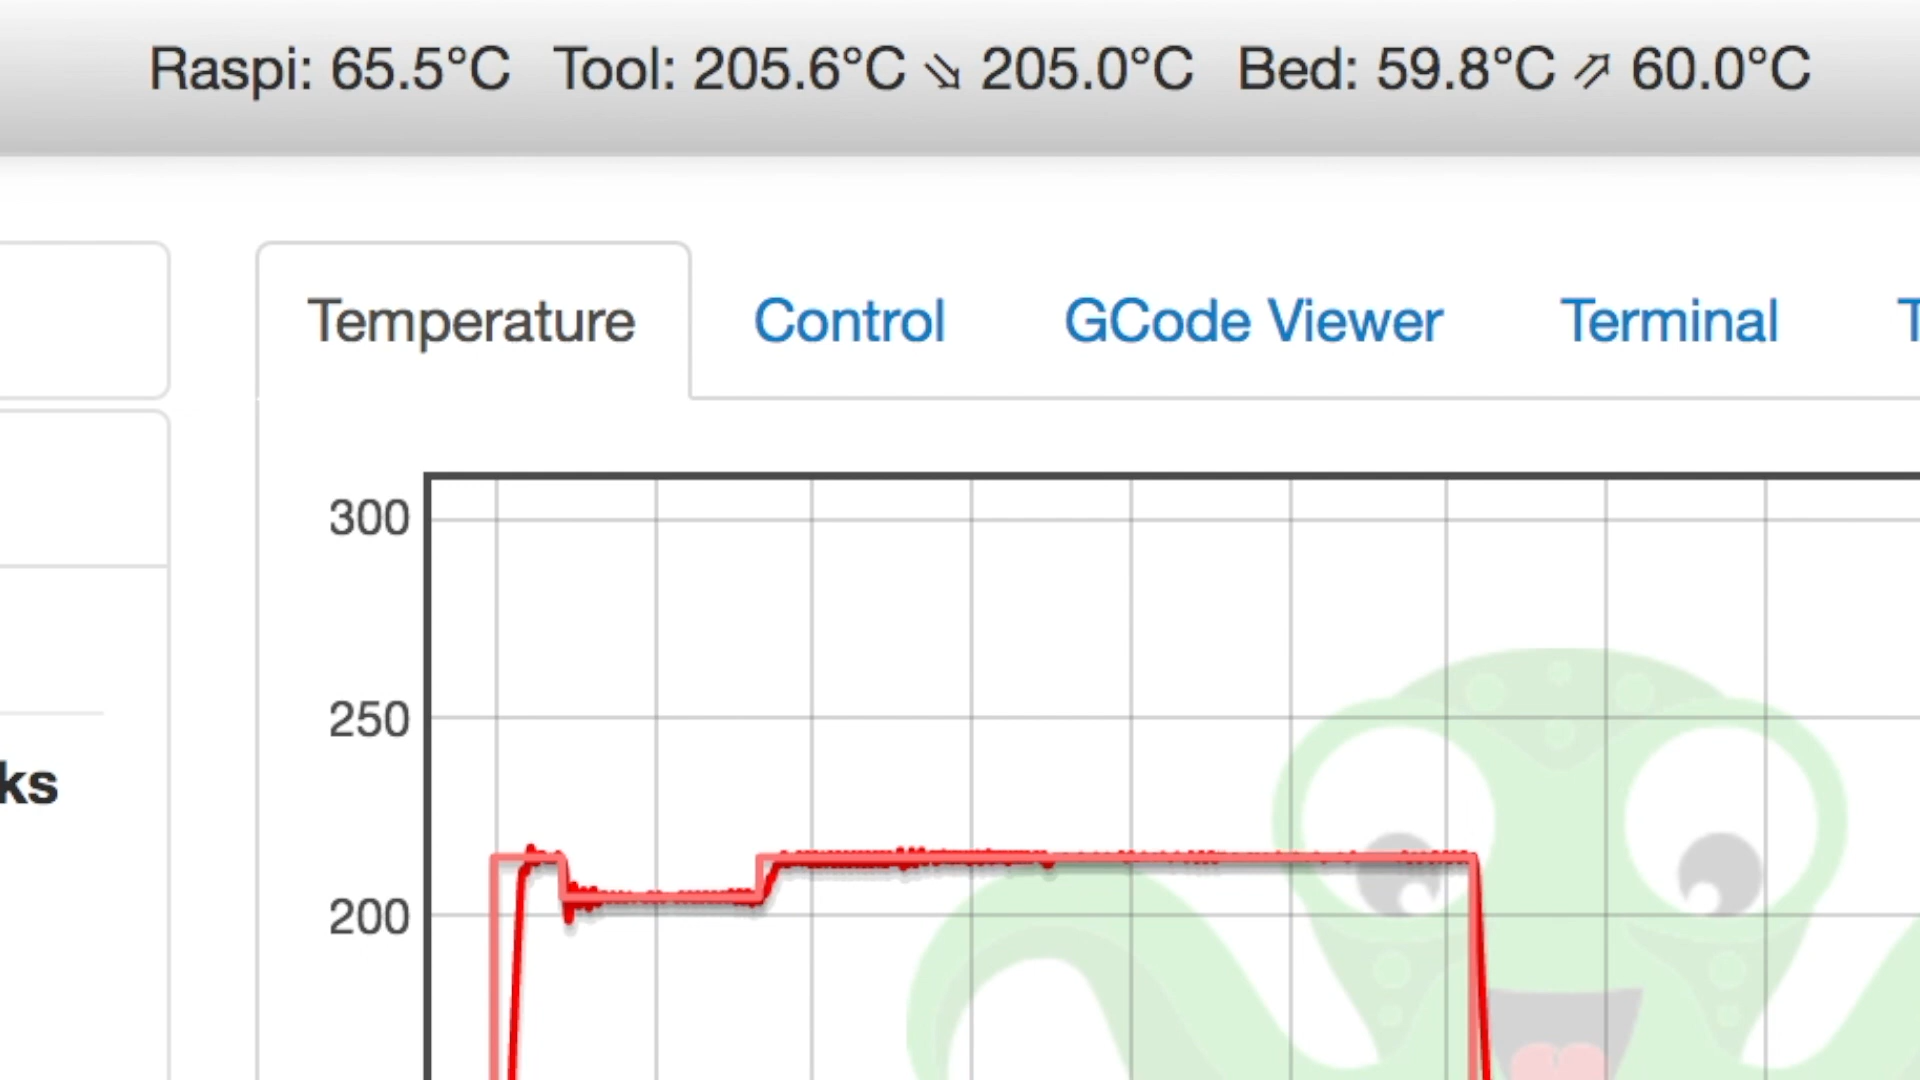 Raspi: 65.5°C Tool: 205.6°C ⇘ 205.0°C Bed: 59.8°C ⇗ 60.0°C
Temperature Control GCode Viewer Terminal T
300
250
ks
200